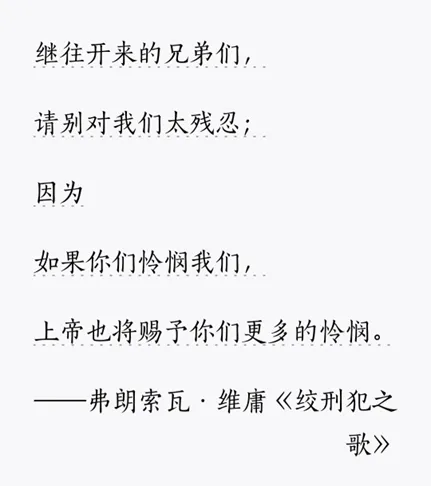 继往开来的兄弟们，
请别对我们太残忍；
因为
如果你们怜悯我们，
上帝也将赐予你们更多的怜悯。
——弗朗索瓦·维庸《绞刑犯之
歌》